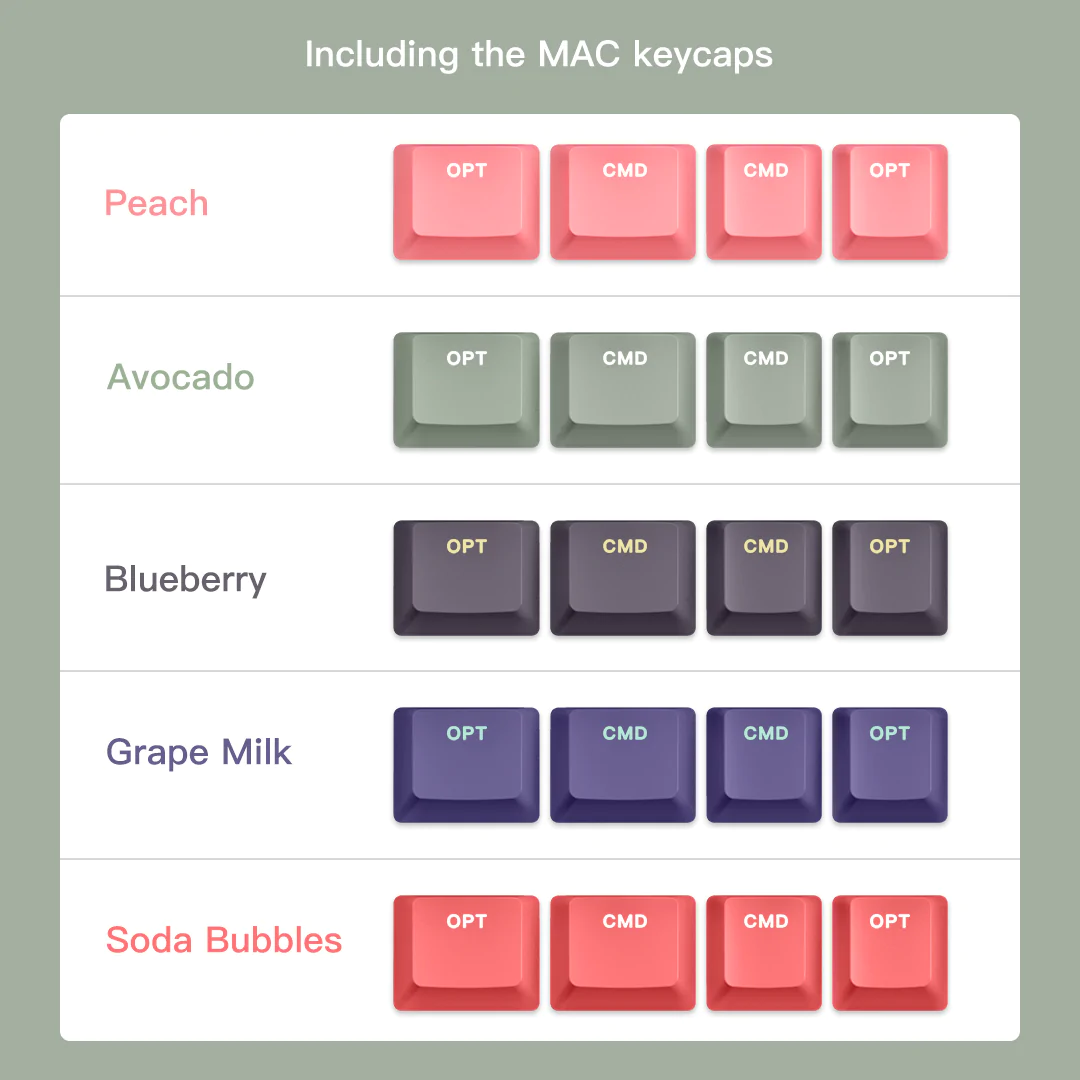 Including the MAC keycaps
Peach
OPT CMD CMD OPT
Avocado
OPT CMD CMD OPT
Blueberry
OPT CMD CMD OPT
Grape Milk
OPT CMD CMD OPT
Soda Bubbles
OPT CMD CMD OPT